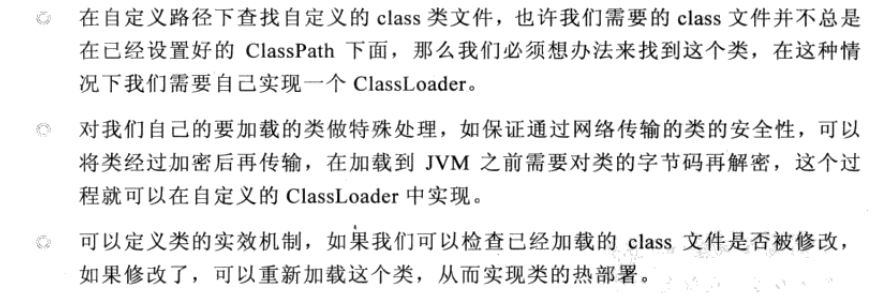 在自定义路径下查找自定义的 class 类文件，也许我们需要的 class 文件并不总是
在已经设置好的 ClassPath 下面，那么我们必须想办法来找到这个类，在这种情
况下我们需要自己实现一个 ClassLoader。
对我们自己的要加载的类做特殊处理，如保证通过网络传输的类的安全性，可以
将类经过加密后再传输，在加载到 JVM 之前需要对类的字节码再解密，这个过
程就可以在自定义的 ClassLoader 中实现。
可以定义类的实效机制，如果我们可以检查已经加载的 class 文件是否被修改，
如果修改了，可以重新加载这个类，从而实现类的热部署。